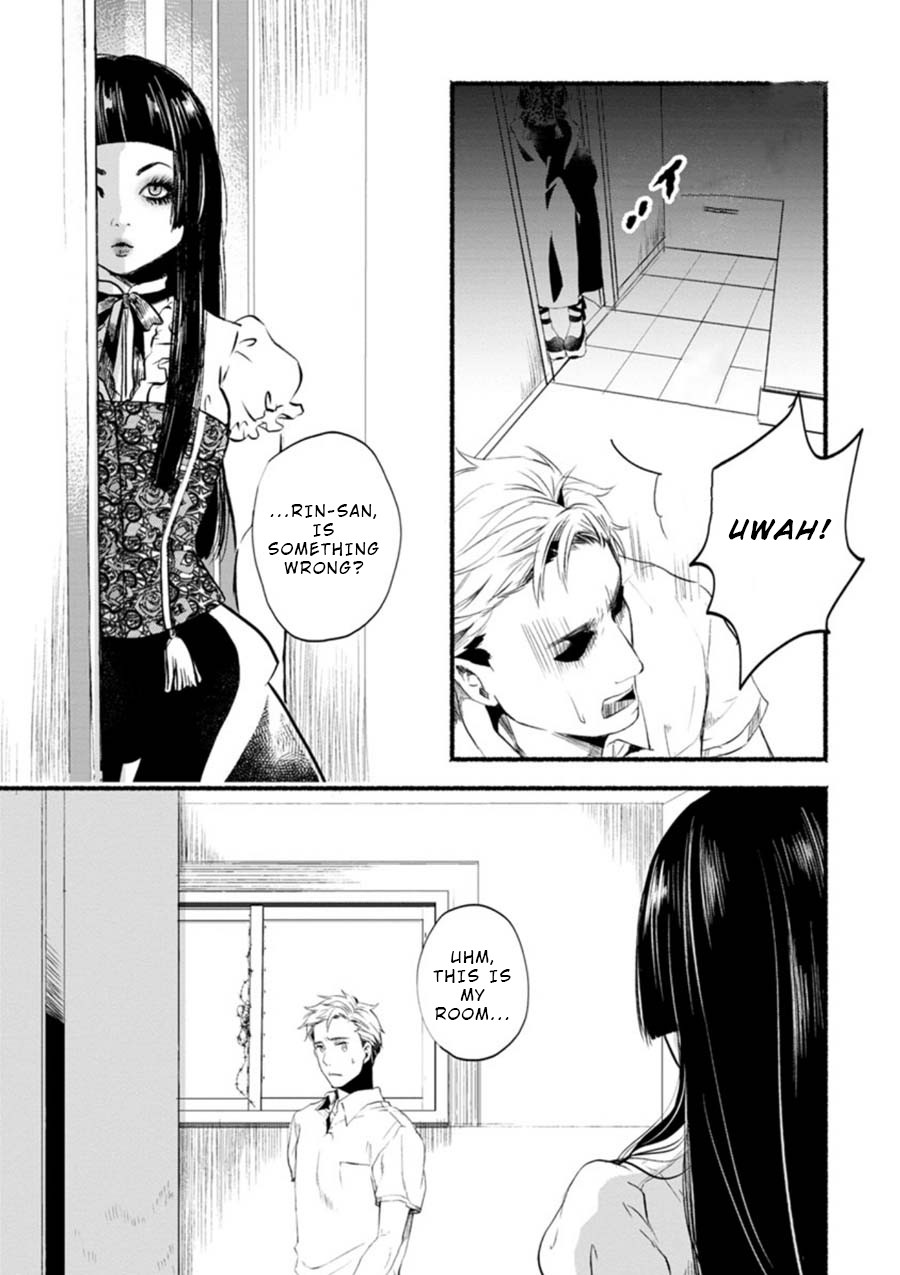 UWAH!
...RIN-SAN,
IS
SOMETHING
WRONG?
UHM,
THIS IS
MY
ROOM...